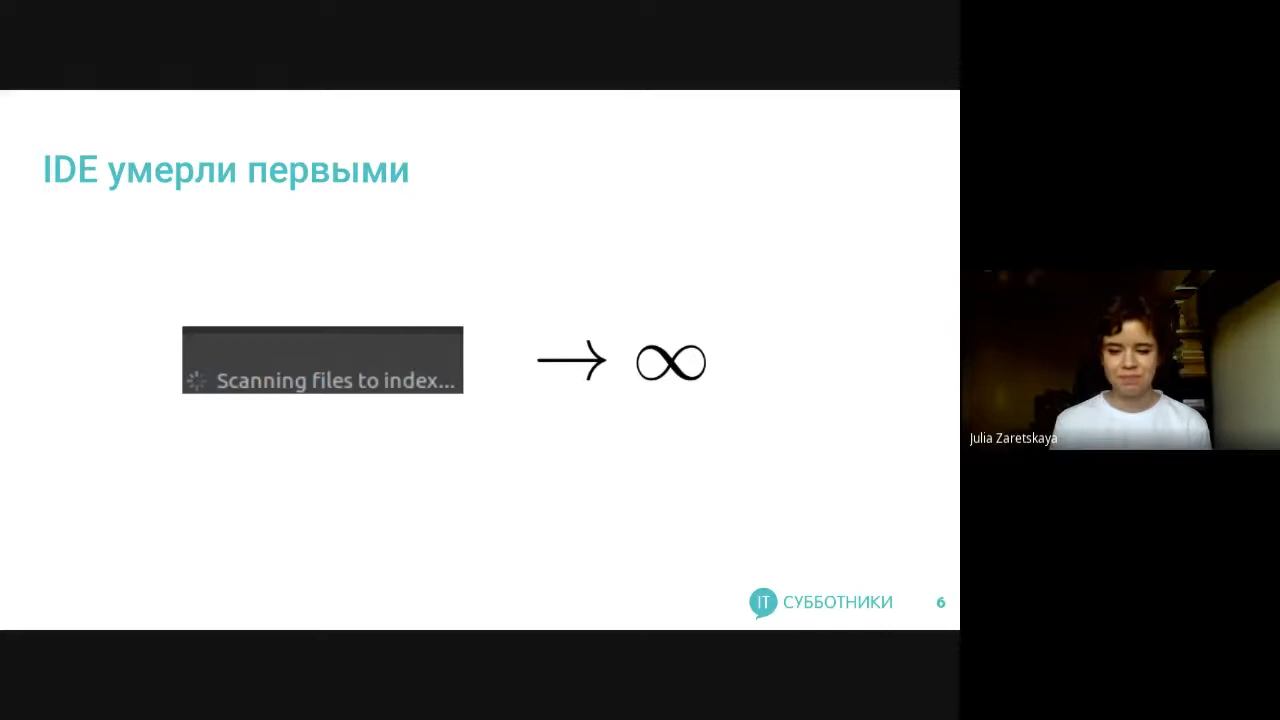 IDE умерли первыми
Scanning files to index...
→ ∞
IT СУББОТНИКИ
6
Julia Zaretskaya